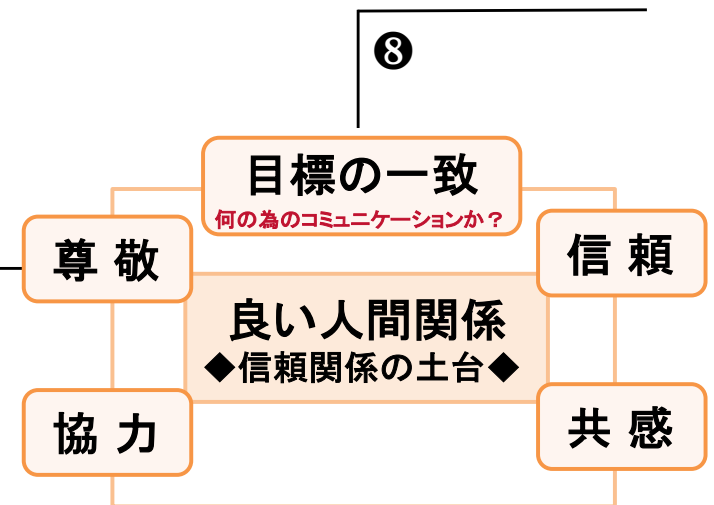 ❽
目標の一致
何の為のコミュニケーションか？
尊 敬
信 頼
良い人間関係
◆信頼関係の土台◆
協 力
共 感